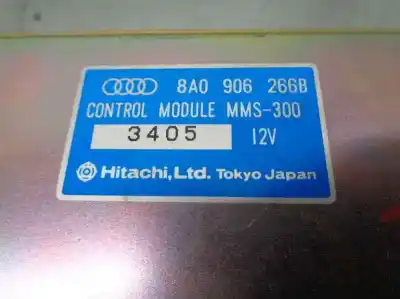 8A0 906 266B
CONTROL MODULE MMS-300
3405 12V
Hitachi, Ltd. Tokyo Japan